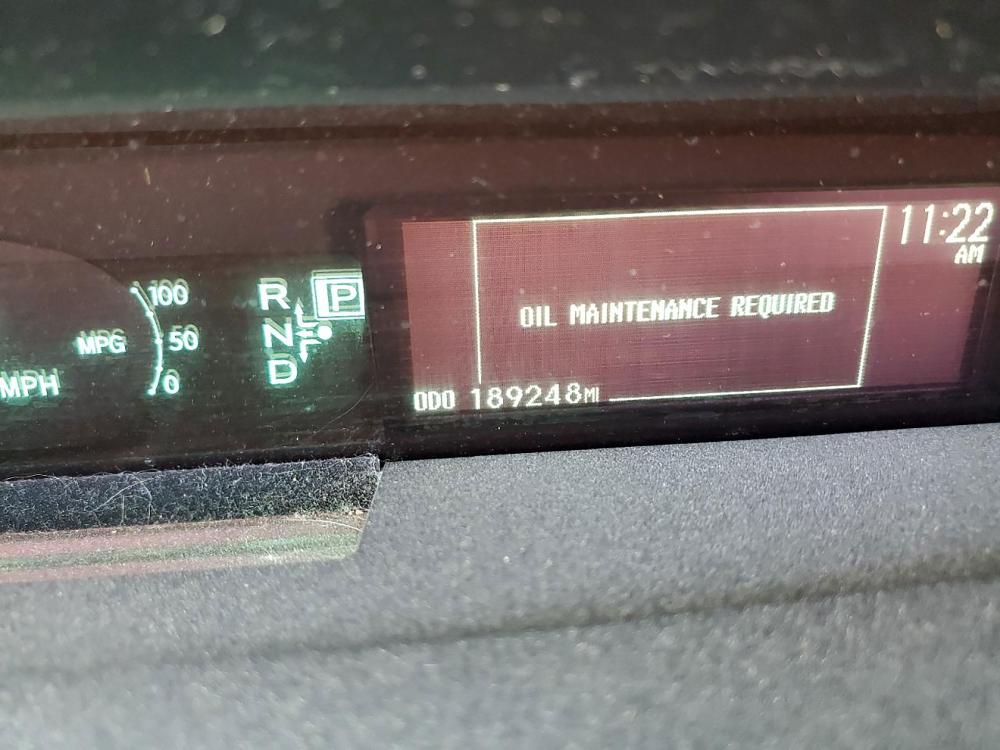 100
MPG 50
MPH 0
R P
N
D
11:22
AM
OIL MAINTENANCE REQUIRED
ODO 189248MI